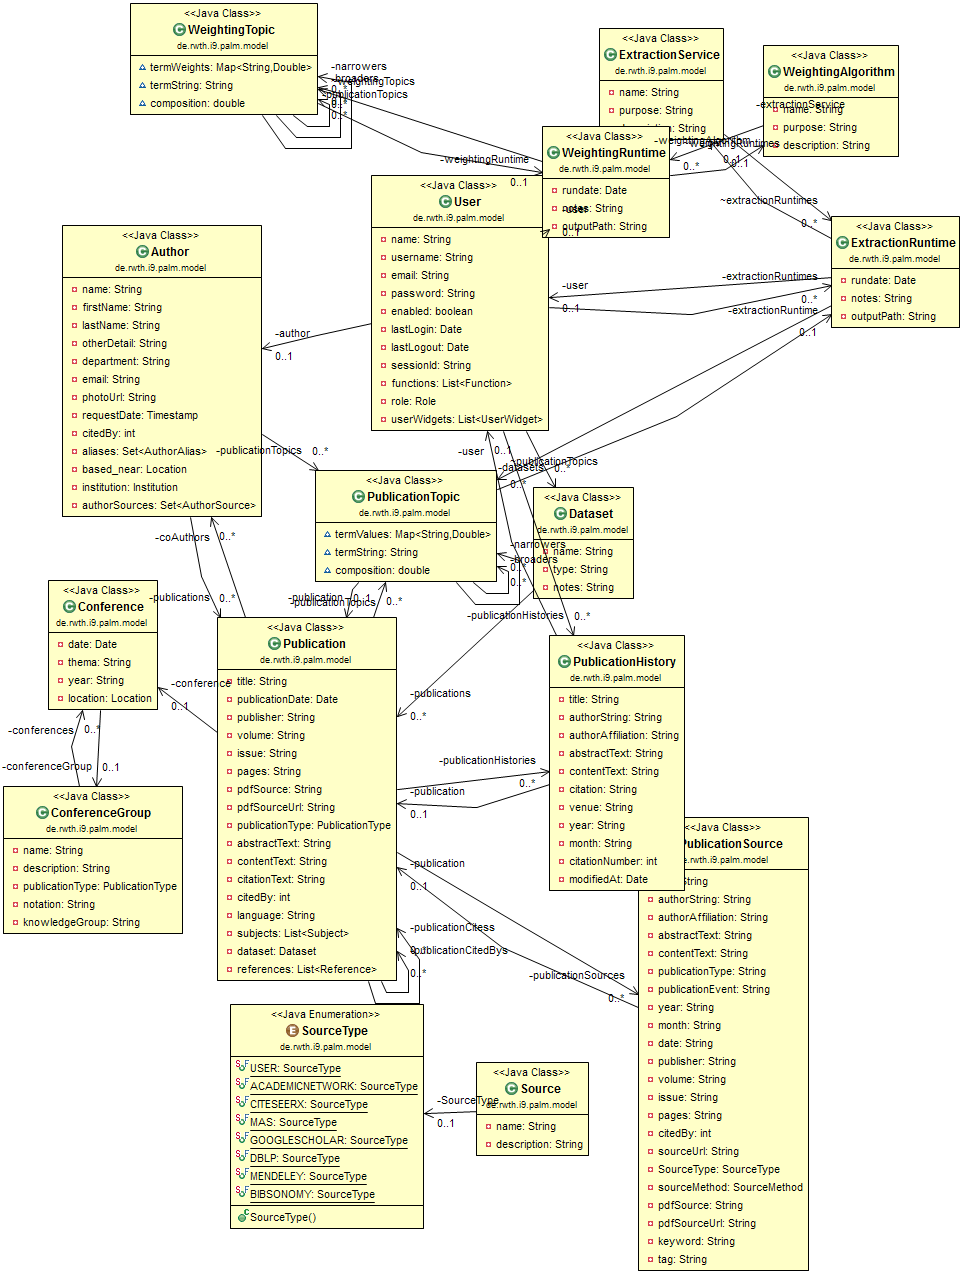 <<Java Class>>
WeightingTopic
de.rwth.i9.palm.model
termWeights: Map<String,Double>
termString: String
composition: double
-narrowers
-broaders
-weightingTopics
-publicationTopics
0..*
0..*
0..*
<<Java Class>>
ExtractionService
de.rwth.i9.palm.model
name: String
purpose: String
description: String
<<Java Class>>
WeightingAlgorithm
de.rwth.i9.palm.model
name: String
purpose: String
description: String
-extractionService
-weightingAlgorithm
-weightingRuntimes
0..1
0..1
0..*
<<Java Class>>
WeightingRuntime
de.rwth.i9.palm.model
rundate: Date
notes: String
outputPath: String
-weightingRuntime
0..1
-user
0..1
~extractionRuntimes
0..*
<<Java Class>>
ExtractionRuntime
de.rwth.i9.palm.model
rundate: Date
notes: String
outputPath: String
-extractionRuntimes
0..*
-extractionRuntime
0..1
-user
0..1
<<Java Class>>
User
de.rwth.i9.palm.model
name: String
username: String
email: String
password: String
enabled: boolean
lastLogin: Date
lastLogout: Date
sessionId: String
functions: List<Function>
role: Role
userWidgets: List<UserWidget>
-author
0..1
<<Java Class>>
Author
de.rwth.i9.palm.model
name: String
firstName: String
lastName: String
otherDetail: String
department: String
email: String
photoUrl: String
requestDate: Timestamp
citedBy: int
aliases: Set<AuthorAlias>
based_near: Location
institution: Institution
authorSources: Set<AuthorSource>
-publicationTopics
0..*
-user
0..1
-datasets
0..*
-publicationTopics
0..*
<<Java Class>>
PublicationTopic
de.rwth.i9.palm.model
termValues: Map<String,Double>
termString: String
composition: double
-narrowers
-broaders
0..*
0..*
<<Java Class>>
Dataset
de.rwth.i9.palm.model
name: String
type: String
notes: String
-coAuthors
0..*
-publications
0..*
-publication
0..1
-publicationTopics
0..*
-publicationHistories
0..*
<<Java Class>>
Conference
de.rwth.i9.palm.model
date: Date
thema: String
year: String
location: Location
-conference
0..1
-conferences
0..*
-conferenceGroup
0..1
<<Java Class>>
ConferenceGroup
de.rwth.i9.palm.model
name: String
description: String
publicationType: PublicationType
notation: String
knowledgeGroup: String
<<Java Class>>
Publication
de.rwth.i9.palm.model
title: String
publicationDate: Date
publisher: String
volume: String
issue: String
pages: String
pdfSource: String
pdfSourceUrl: String
publicationType: PublicationType
abstractText: String
contentText: String
citationText: String
citedBy: int
language: String
subjects: List<Subject>
dataset: Dataset
references: List<Reference>
-publications
0..*
-publicationHistories
0..*
-publication
0..1
-publication
0..1
-publicationCitess
0..*
-publicationCitedBys
0..*
-publicationSources
0..*
<<Java Class>>
PublicationHistory
de.rwth.i9.palm.model
title: String
authorString: String
authorAffiliation: String
abstractText: String
contentText: String
citation: String
venue: String
year: String
month: String
citationNumber: int
modifiedAt: Date
<<Java Class>>
PublicationSource
de.rwth.i9.palm.model
String
authorString: String
authorAffiliation: String
abstractText: String
contentText: String
publicationType: String
publicationEvent: String
year: String
month: String
date: String
publisher: String
volume: String
issue: String
pages: String
citedBy: int
sourceUrl: String
SourceType: SourceType
sourceMethod: SourceMethod
pdfSource: String
pdfSourceUrl: String
keyword: String
tag: String
<<Java Enumeration>>
SourceType
de.rwth.i9.palm.model
USER: SourceType
ACADEMICNETWORK: SourceType
CITESEERX: SourceType
MAS: SourceType
GOOGLESCHOLAR: SourceType
DBLP: SourceType
MENDELEY: SourceType
BIBSONOMY: SourceType
SourceType()
-SourceType
0..1
<<Java Class>>
Source
de.rwth.i9.palm.model
name: String
description: String